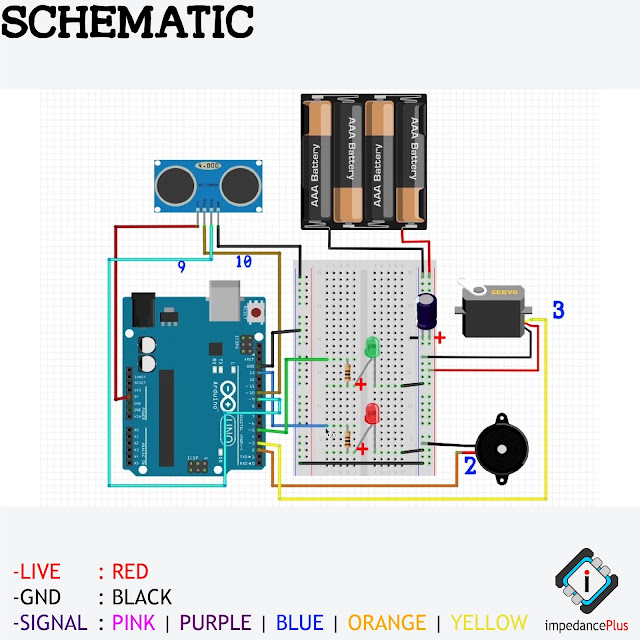 SCHEMATIC
AAA Battery
AAA Battery
AAA Battery
AAA Battery
9
10
SERVO
3
+
Arduino
UNO
ICSP
+
+
2
-LIVE : RED
-GND : BLACK
-SIGNAL : PINK | PURPLE | BLUE | ORANGE | YELLOW
i
impedancePlus